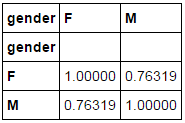 gender F M
gender
F 1.00000 0.76319
M 0.76319 1.00000